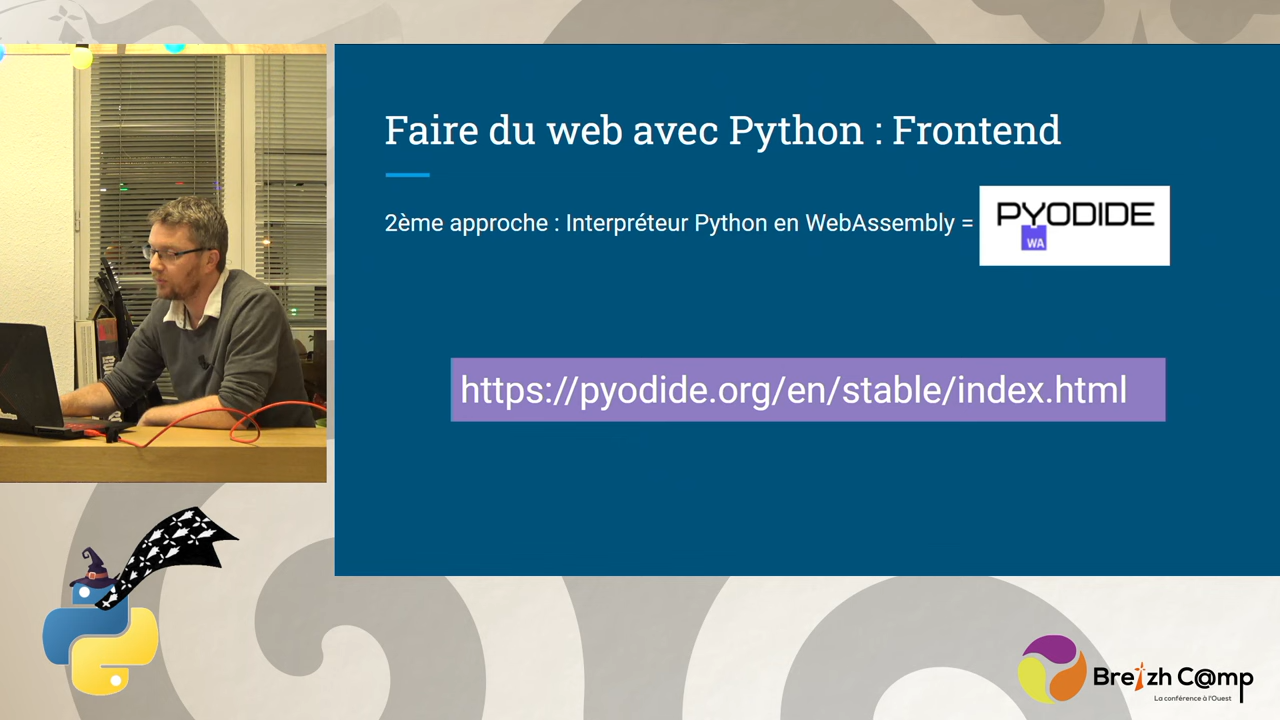 Faire du web avec Python : Frontend
2ème approche : Interpréteur Python en WebAssembly =
PYODIDE
WA
https://pyodide.org/en/stable/index.html
Breizh C@mp
La conférence à l'Ouest